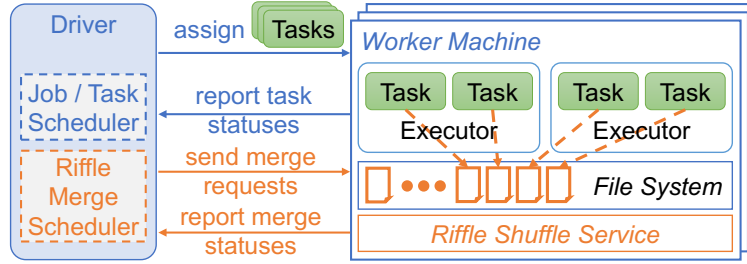 Driver
assign
Tasks
Worker Machine
Job / Task
Scheduler
report task
statuses
Task
Task
Executor
Task
Task
Executor
Riffle
Merge
Scheduler
send merge
requests
File System
report merge
statuses
Riffle Shuffle Service